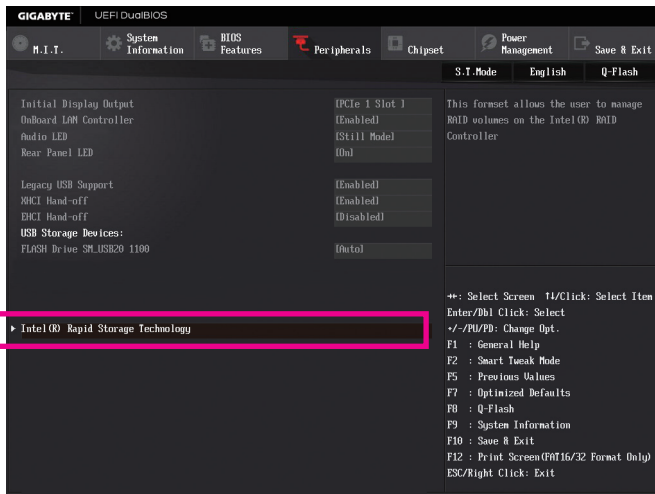 GIGABYTE™ UEFI DualBIOS
M.I.T. System Information BIOS Features Peripherals Chipset Power Management Save & Exit
S.T.Mode English Q-Flash
Initial Display Output [PCIe 1 Slot ]
OnBoard LAN Controller [Enabled]
Audio LED [Still Mode]
Rear Panel LED [On]
Legacy USB Support [Enabled]
XHCI Hand-off [Enabled]
EHCI Hand-off [Disabled]
USB Storage Devices:
FLASH Drive SM_USB20 1100 [Auto]
Intel(R) Rapid Storage Technology
This formset allows the user to manage
RAID volumes on the Intel(R) RAID
Controller
→←: Select Screen ↑↓/Click: Select Item
Enter/Dbl Click: Select
+/-/PU/PD: Change Opt.
F1 : General Help
F2 : Smart Tweak Mode
F5 : Previous Values
F7 : Optimized Defaults
F8 : Q-Flash
F9 : System Information
F10 : Save & Exit
F12 : Print Screen(FAT16/32 Format Only)
ESC/Right Click: Exit